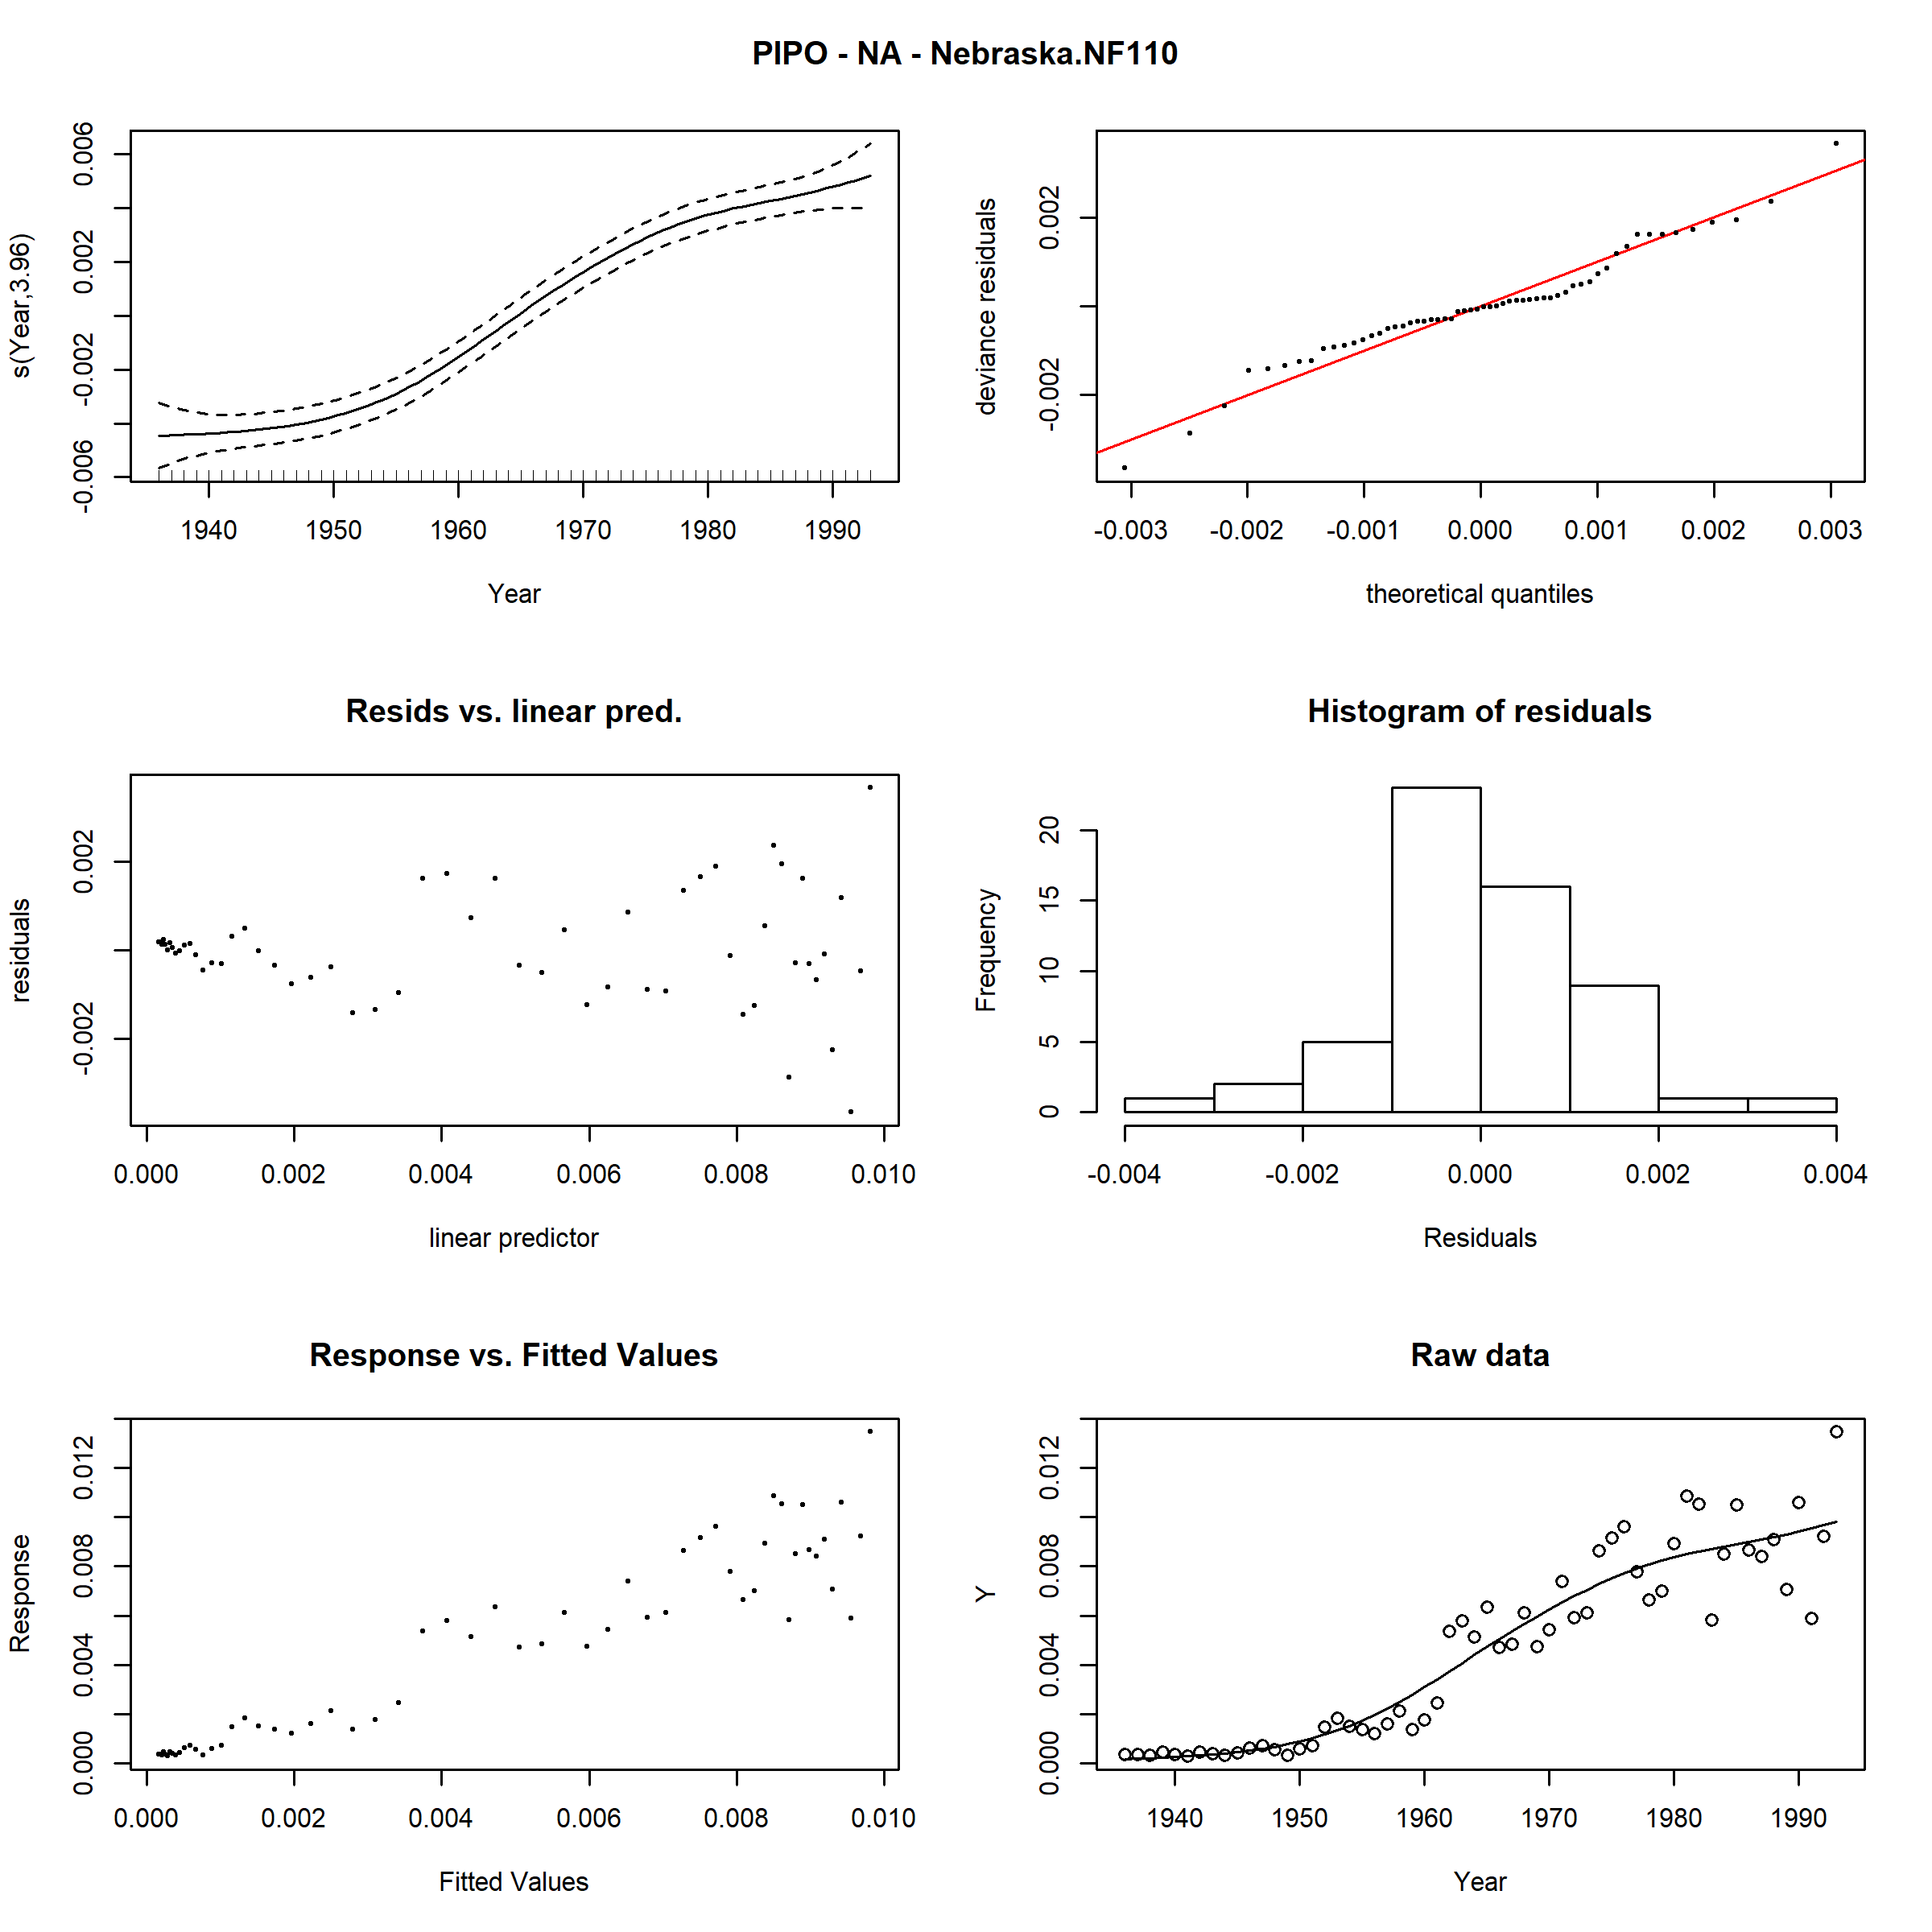 PIPO - NA - Nebraska.NF110
s(Year,3.96)
-0.006 -0.002 0.002 0.006
1940 1950 1960 1970 1980 1990
Year
deviance residuals
-0.002 0.002
-0.003 -0.002 -0.001 0.000 0.001 0.002 0.003
theoretical quantiles
Resids vs. linear pred.
residuals
-0.002 0.002
0.000 0.002 0.004 0.006 0.008 0.010
linear predictor
Histogram of residuals
Frequency
0 5 10 15 20
-0.004 -0.002 0.000 0.002 0.004
Residuals
Response vs. Fitted Values
Response
0.000 0.004 0.008 0.012
0.000 0.002 0.004 0.006 0.008 0.010
Fitted Values
Raw data
Y
0.000 0.004 0.008 0.012
1940 1950 1960 1970 1980 1990
Year